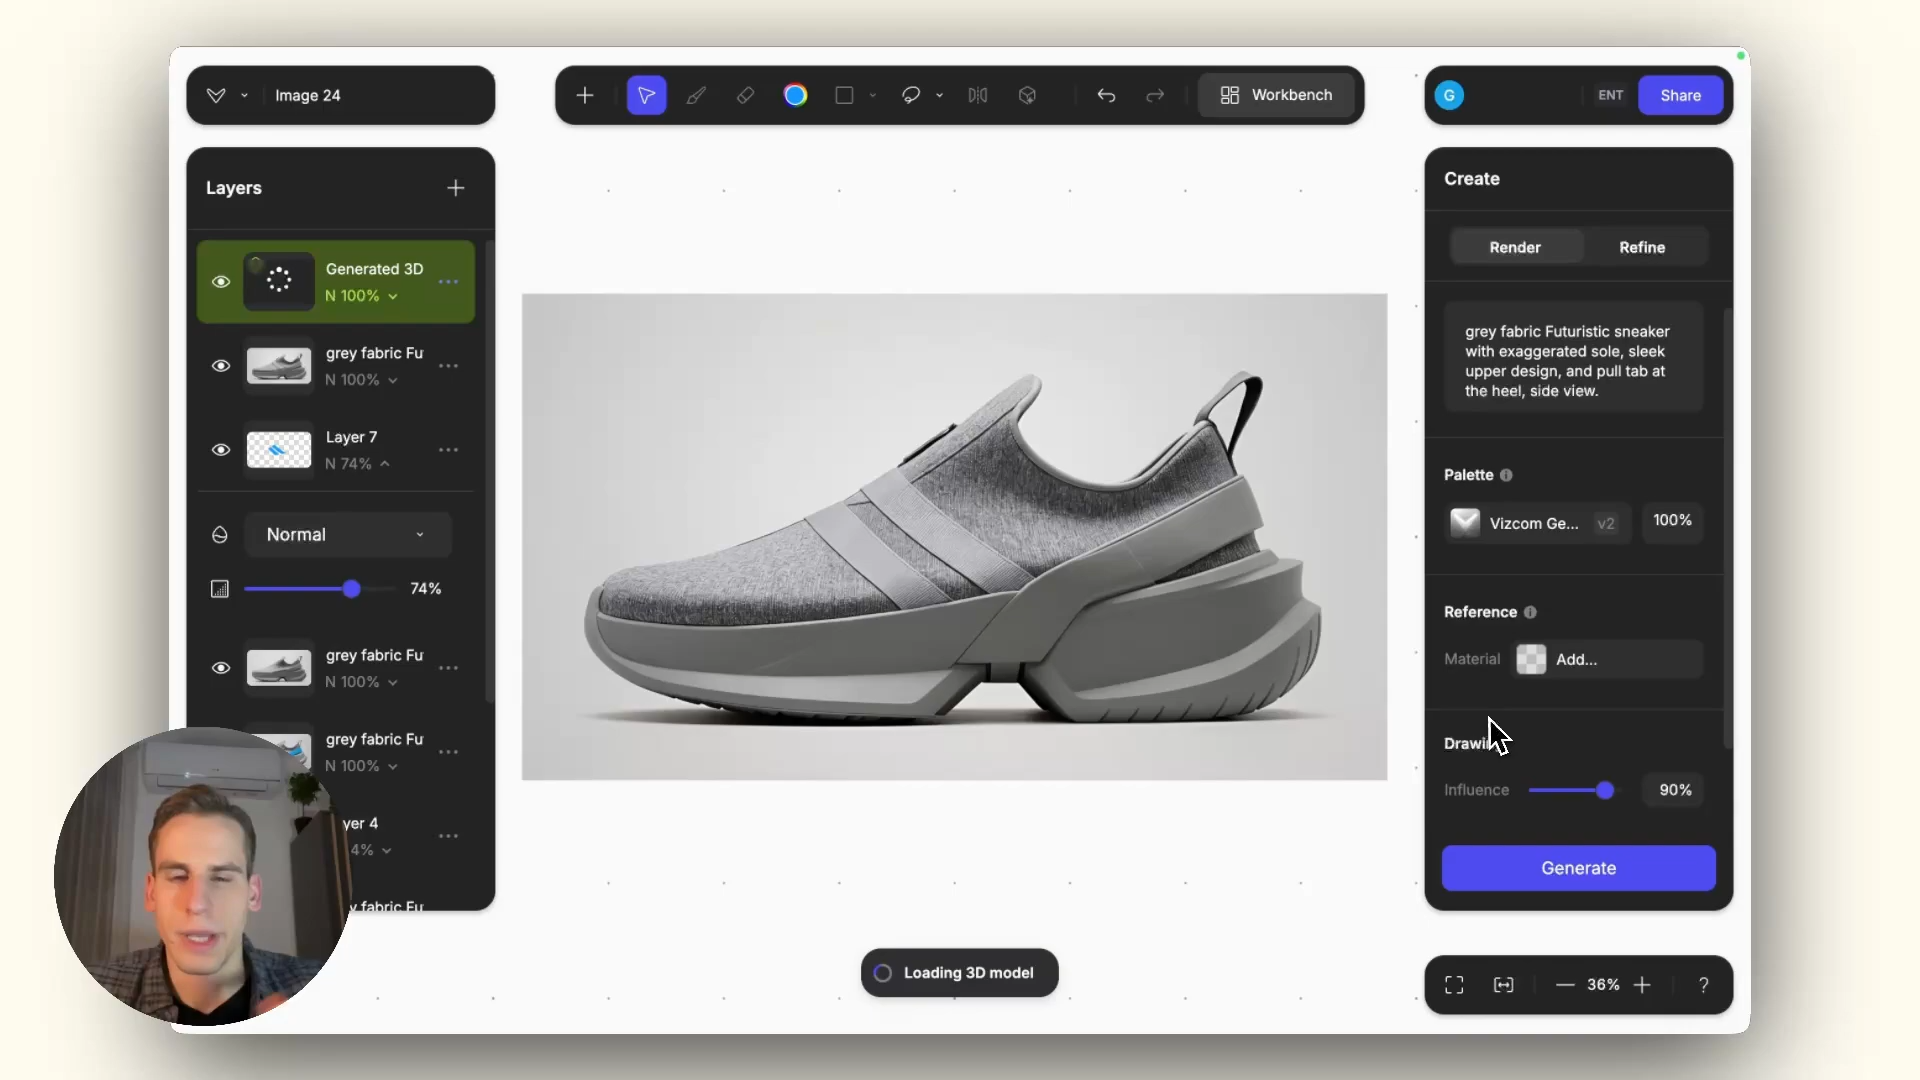 Image 24
Workbench
G
ENT
Share
Layers
Generated 3D
N 100%
grey fabric Fu
N 100%
Layer 7
N 74%
Normal
74%
grey fabric Fu
N 100%
grey fabric Fu
N 100%
yer 4
4%
y fabric Fu
Create
Render
Refine
grey fabric Futuristic sneaker
with exaggerated sole, sleek
upper design, and pull tab at
the heel, side view.
Palette
Vizcom Ge...
v2
100%
Reference
Material
Add...
Drawi
Influence
90%
Generate
Loading 3D model
36%
?